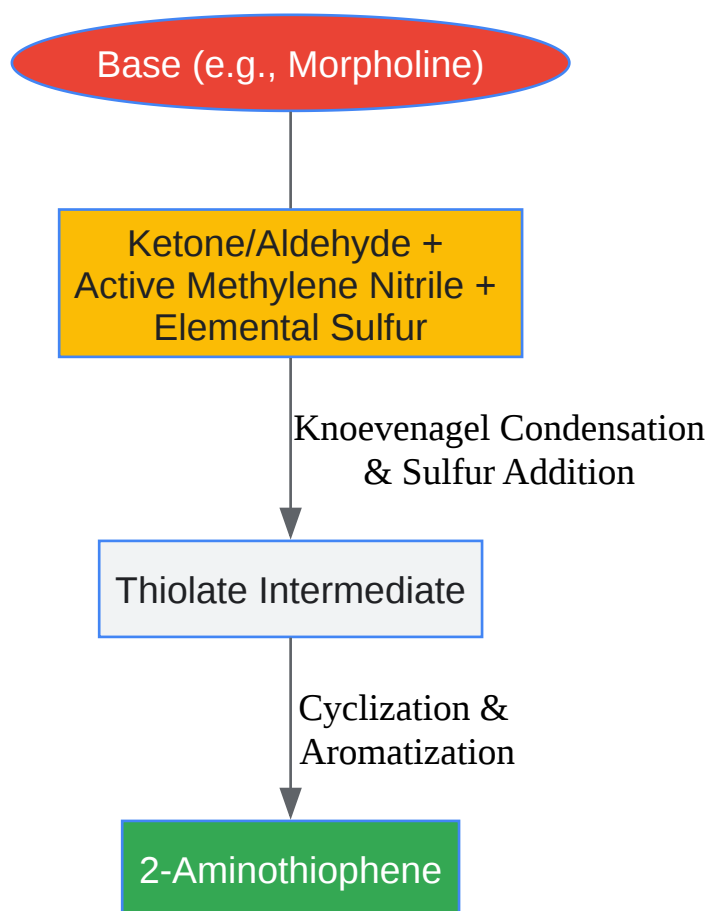 Base (e.g., Morpholine)
Ketone/Aldehyde +
Active Methylene Nitrile +
Elemental Sulfur
Knoevenagel Condensation
& Sulfur Addition
Thiolate Intermediate
Cyclization &
Aromatization
2-Aminothiophene